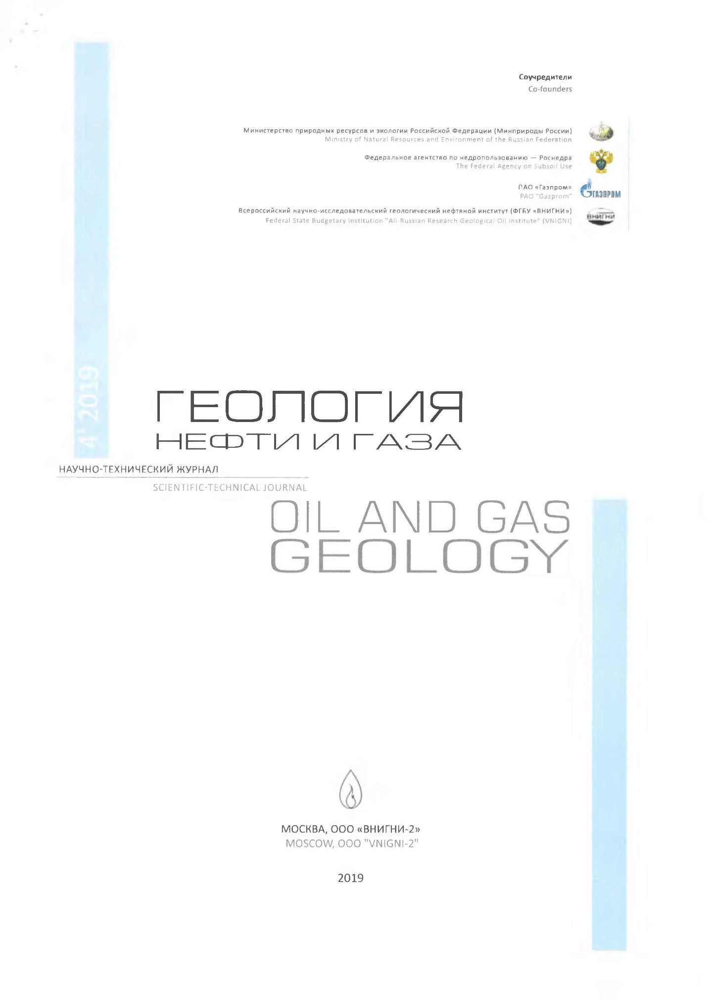 Соучредители
Co-founders
Министерство природных ресурсов и экологии Российской Федерации (Минприроды России)
Ministry of Natural Resources and Environment of the Russian Federation
Федеральное агентство по недропользованию — Роснедра
The Federal Agency on Subsoil Use
ПАО «Газпром»
PAO "Gazprom"
ГАЗПРОМ
Всероссийский научно-исследовательский геологический нефтяной институт (ФГБУ «ВНИГНИ»)
Federal State Budgetary Institution "All-Russian Research Geological Oil Institute" (VNIGNI)
ВНИГНИ
4' 2019
ГЕОЛОГИЯ
НЕФТИ И ГАЗА
НАУЧНО-ТЕХНИЧЕСКИЙ ЖУРНАЛ
SCIENTIFIC-TECHNICAL JOURNAL
OIL AND GAS
GEOLOGY
МОСКВА, ООО «ВНИГНИ-2»
MOSCOW, OOO "VNIGNI-2"
2019